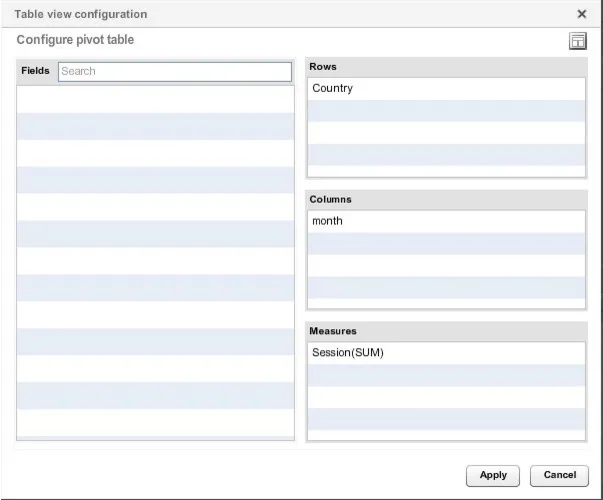 Table view configuration
Configure pivot table
Fields
Search
Rows
Country
Columns
month
Measures
Session(SUM)
Apply
Cancel